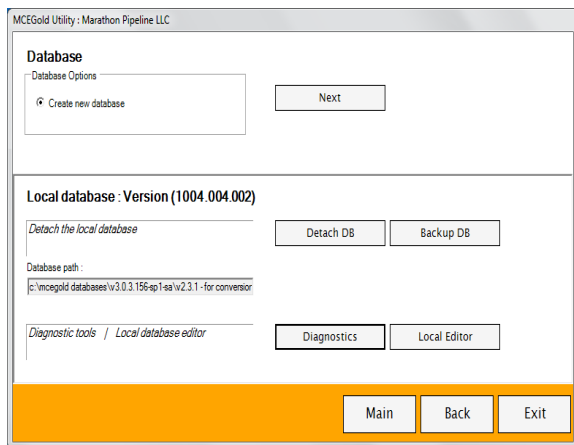 MCEGold Utility : Marathon Pipeline LLC
Database
Database Options
Create new database
Next
Local database : Version (1004.004.002)
Detach the local database
Detach DB
Backup DB
Database path :
c:\mcegold databases\v3.0.3.156-sp1-sa\v2.3.1 - for conversior
Diagnostic tools / Local database editor
Diagnostics
Local Editor
Main
Back
Exit